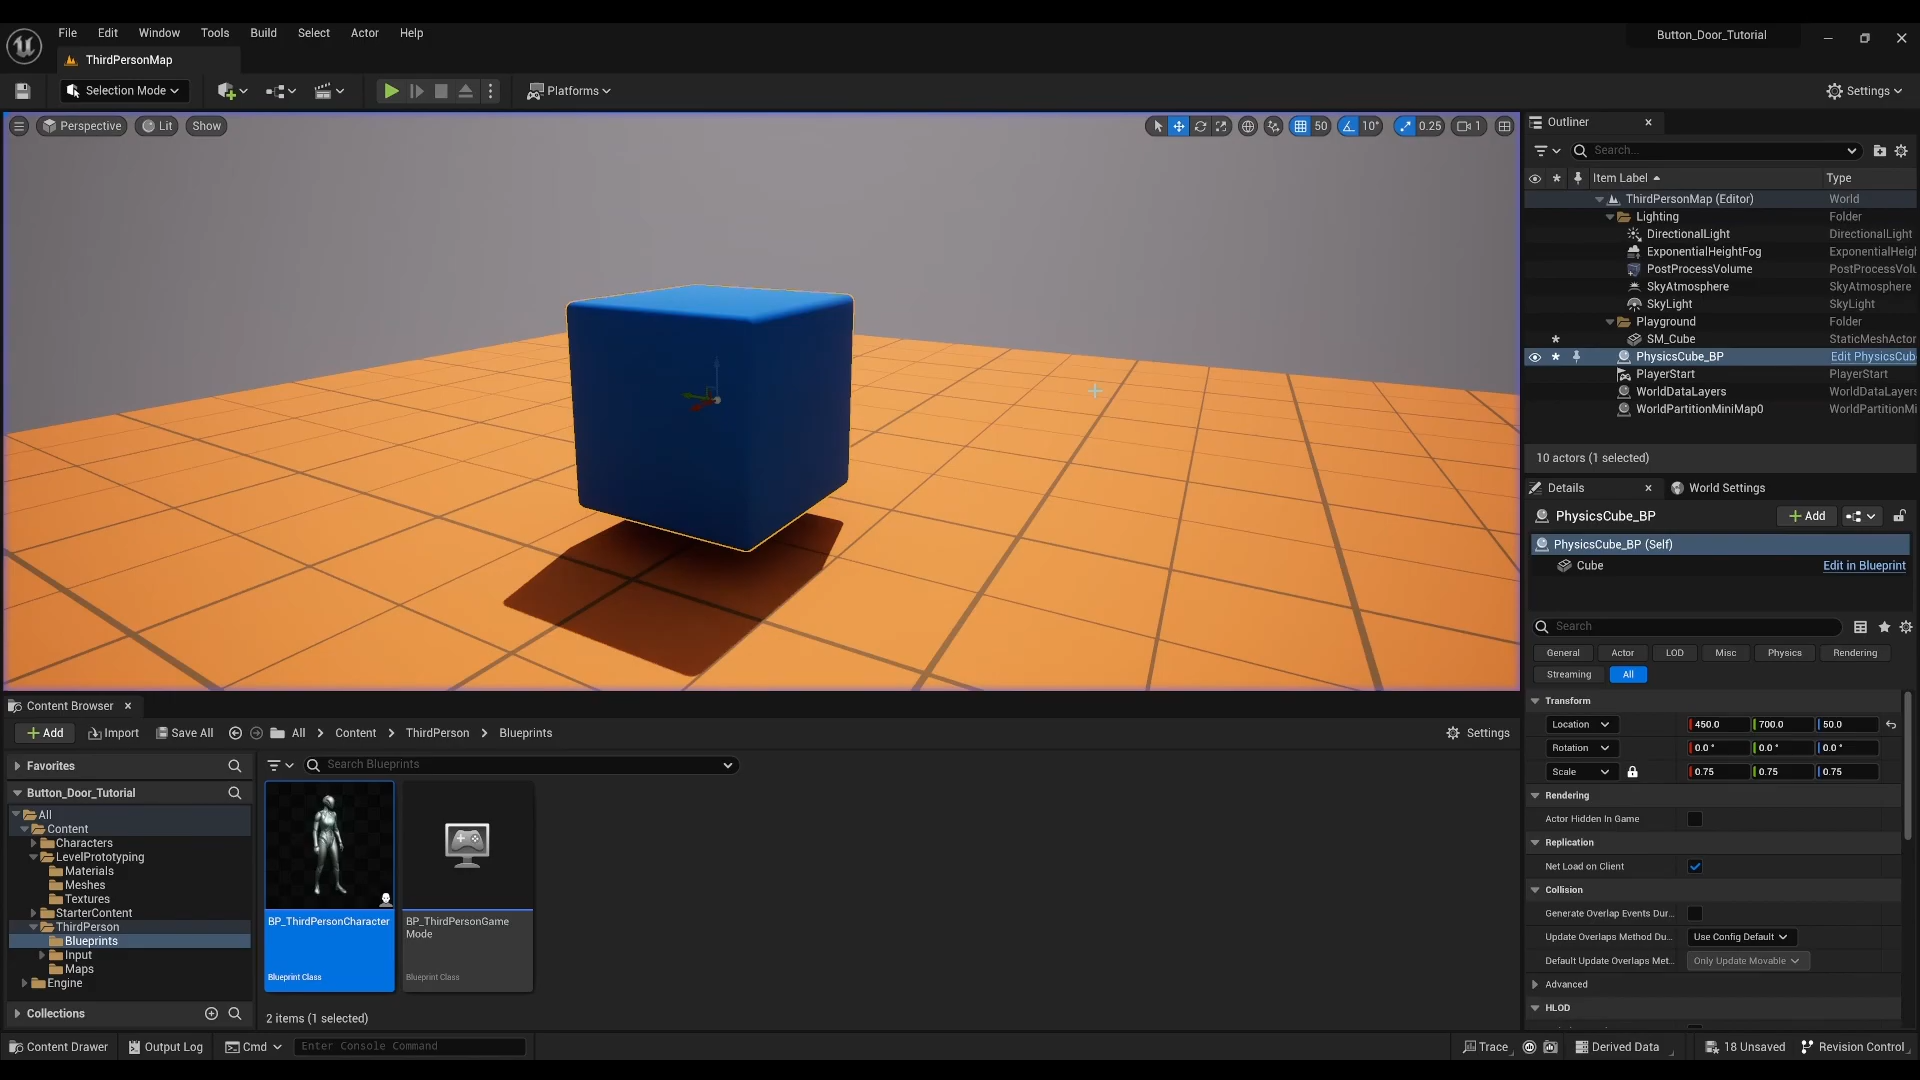 File Edit Window Tools Build Select Actor Help
Button_Door_Tutorial
ThirdPersonMap
Selection Mode
Platforms
Settings
Perspective
Lit
Show
50
10°
0.25
1
Outliner
Search...
Item Label
Type
ThirdPersonMap (Editor) World
Lighting Folder
DirectionalLight DirectionalLight
ExponentialHeightFog ExponentialHeigh
PostProcessVolume PostProcessVolu
SkyAtmosphere SkyAtmosphere
SkyLight SkyLight
Playground Folder
SM_Cube StaticMeshActor
PhysicsCube_BP Edit PhysicsCub
PlayerStart PlayerStart
WorldDataLayers WorldDataLayers
WorldPartitionMiniMap0 WorldPartitionMi
10 actors (1 selected)
Details
World Settings
PhysicsCube_BP
Add
PhysicsCube_BP (Self)
Cube
Edit in Blueprint
Search
General Actor LOD Misc Physics Rendering
Streaming All
Transform
Location 450.0 700.0 50.0
Rotation 0.0 ° 0.0 ° 0.0 °
Scale 0.75 0.75 0.75
Rendering
Actor Hidden In Game
Replication
Net Load on Client
Collision
Generate Overlap Events Dur...
Update Overlaps Method Du... Use Config Default
Default Update Overlaps Met... Only Update Movable
Advanced
HLOD
Content Browser
Add
Import
Save All
All
Content
ThirdPerson
Blueprints
Settings
Favorites
Button_Door_Tutorial
All
Content
Characters
LevelPrototyping
Materials
Meshes
Textures
StarterContent
ThirdPerson
Blueprints
Input
Maps
Engine
Collections
Search Blueprints
BP_ThirdPersonCharacter
Blueprint Class
BP_ThirdPersonGame
Mode
Blueprint Class
2 items (1 selected)
Content Drawer
Output Log
Cmd
Enter Console Command
Trace
Derived Data
18 Unsaved
Revision Control